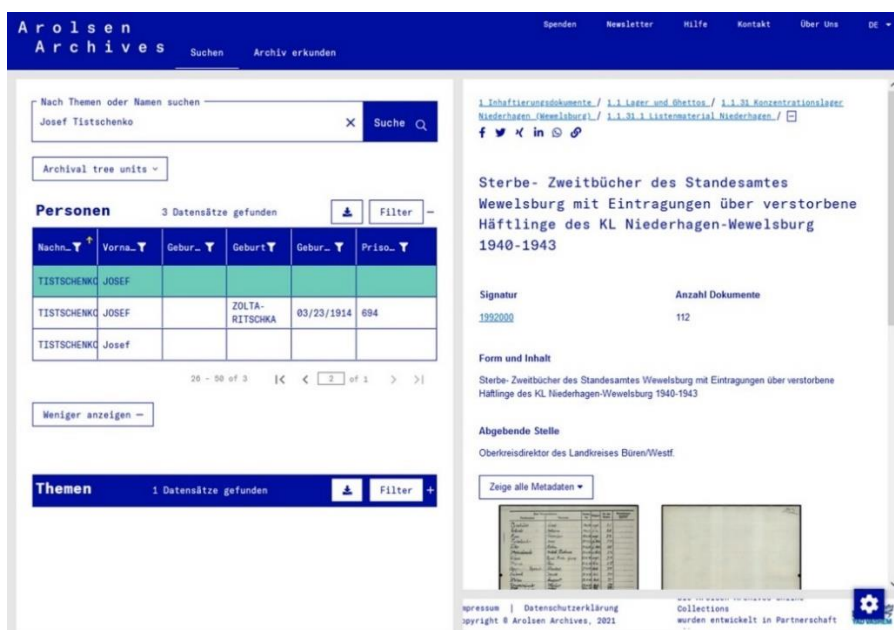 Arolsen
Archives
Suchen
Archiv erkunden
Spenden
Newsletter
Hilfe
Kontakt
Über Uns
DE
Nach Themen oder Namen suchen
Josef Tistschenko
Suche
Archival tree units
Personen
3 Datensätze gefunden
Filter
Nachn… Vorna… Gebur… Geburt Gebur… Priso…
TISTSCHENKO JOSEF
TISTSCHENKO JOSEF ZOLTA-RITSCHKA 03/23/1914 694
TISTSCHENKO Josef
26 - 50 of 3
2 of 1
Weniger anzeigen
Themen
1 Datensätze gefunden
Filter
1 Inhaftierungsdokumente / 1.1 Lager und Ghettos / 1.1.31 Konzentrationslager
Niederhagen (Wewelsburg) / 1.1.31.1 Listenmaterial Niederhagen /
Sterbe- Zweitbücher des Standesamtes
Wewelsburg mit Eintragungen über verstorbene
Häftlinge des KL Niederhagen-Wewelsburg
1940-1943
Signatur
1992000
Anzahl Dokumente
112
Form und Inhalt
Sterbe- Zweitbücher des Standesamtes Wewelsburg mit Eintragungen über verstorbene
Häftlinge des KL Niederhagen-Wewelsburg 1940-1943
Abgebende Stelle
Oberkreisdirektor des Landkreises Büren/Westf.
Zeige alle Metadaten
mpressum | Datenschutzerklärung
opyright © Arolsen Archives, 2021
Collections
wurden entwickelt in Partnerschaft